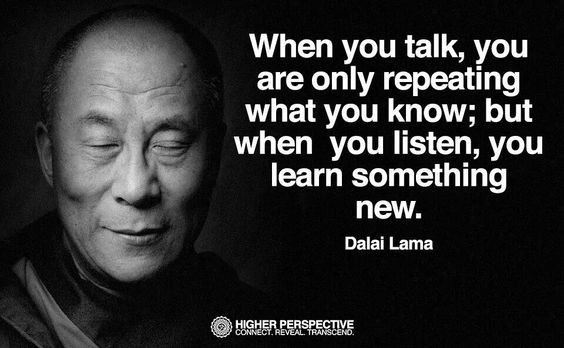 When you talk, you
are only repeating
what you know; but
when you listen, you
learn something
new.
Dalai Lama
HIGHER PERSPECTIVE
CONNECT. REVEAL. TRANSCEND.